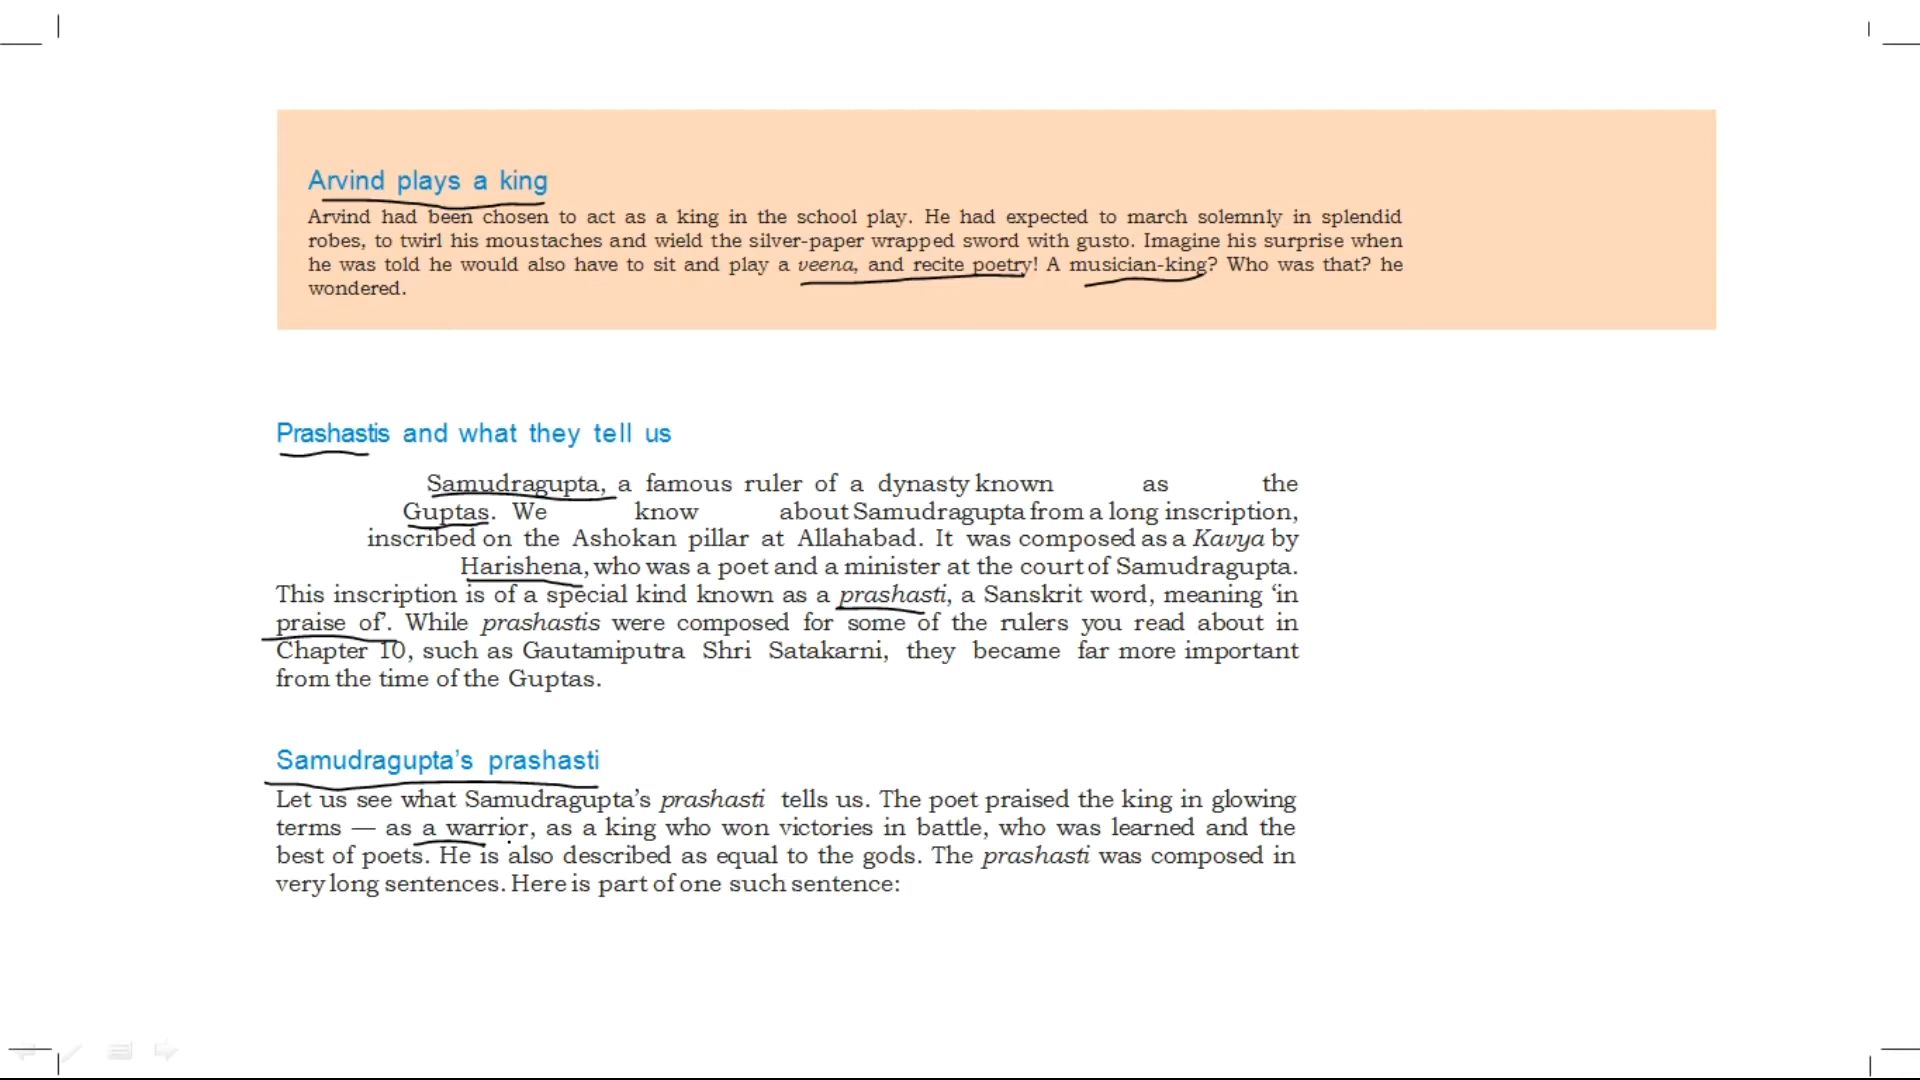 Arvind plays a king
Arvind had been chosen to act as a king in the school play. He had expected to march solemnly in splendid
robes, to twirl his moustaches and wield the silver-paper wrapped sword with gusto. Imagine his surprise when
he was told he would also have to sit and play a veena, and recite poetry! A musician-king? Who was that? he
wondered.
Prashastis and what they tell us
Samudragupta, a famous ruler of a dynasty known as the
Guptas. We know about Samudragupta from a long inscription,
inscribed on the Ashokan pillar at Allahabad. It was composed as a Kavya by
Harishena, who was a poet and a minister at the court of Samudragupta.
This inscription is of a special kind known as a prashasti, a Sanskrit word, meaning ‘in
praise of’. While prashastis were composed for some of the rulers you read about in
Chapter 10, such as Gautamiputra Shri Satakarni, they became far more important
from the time of the Guptas.
Samudragupta’s prashasti
Let us see what Samudragupta’s prashasti tells us. The poet praised the king in glowing
terms — as a warrior, as a king who won victories in battle, who was learned and the
best of poets. He is also described as equal to the gods. The prashasti was composed in
very long sentences. Here is part of one such sentence: